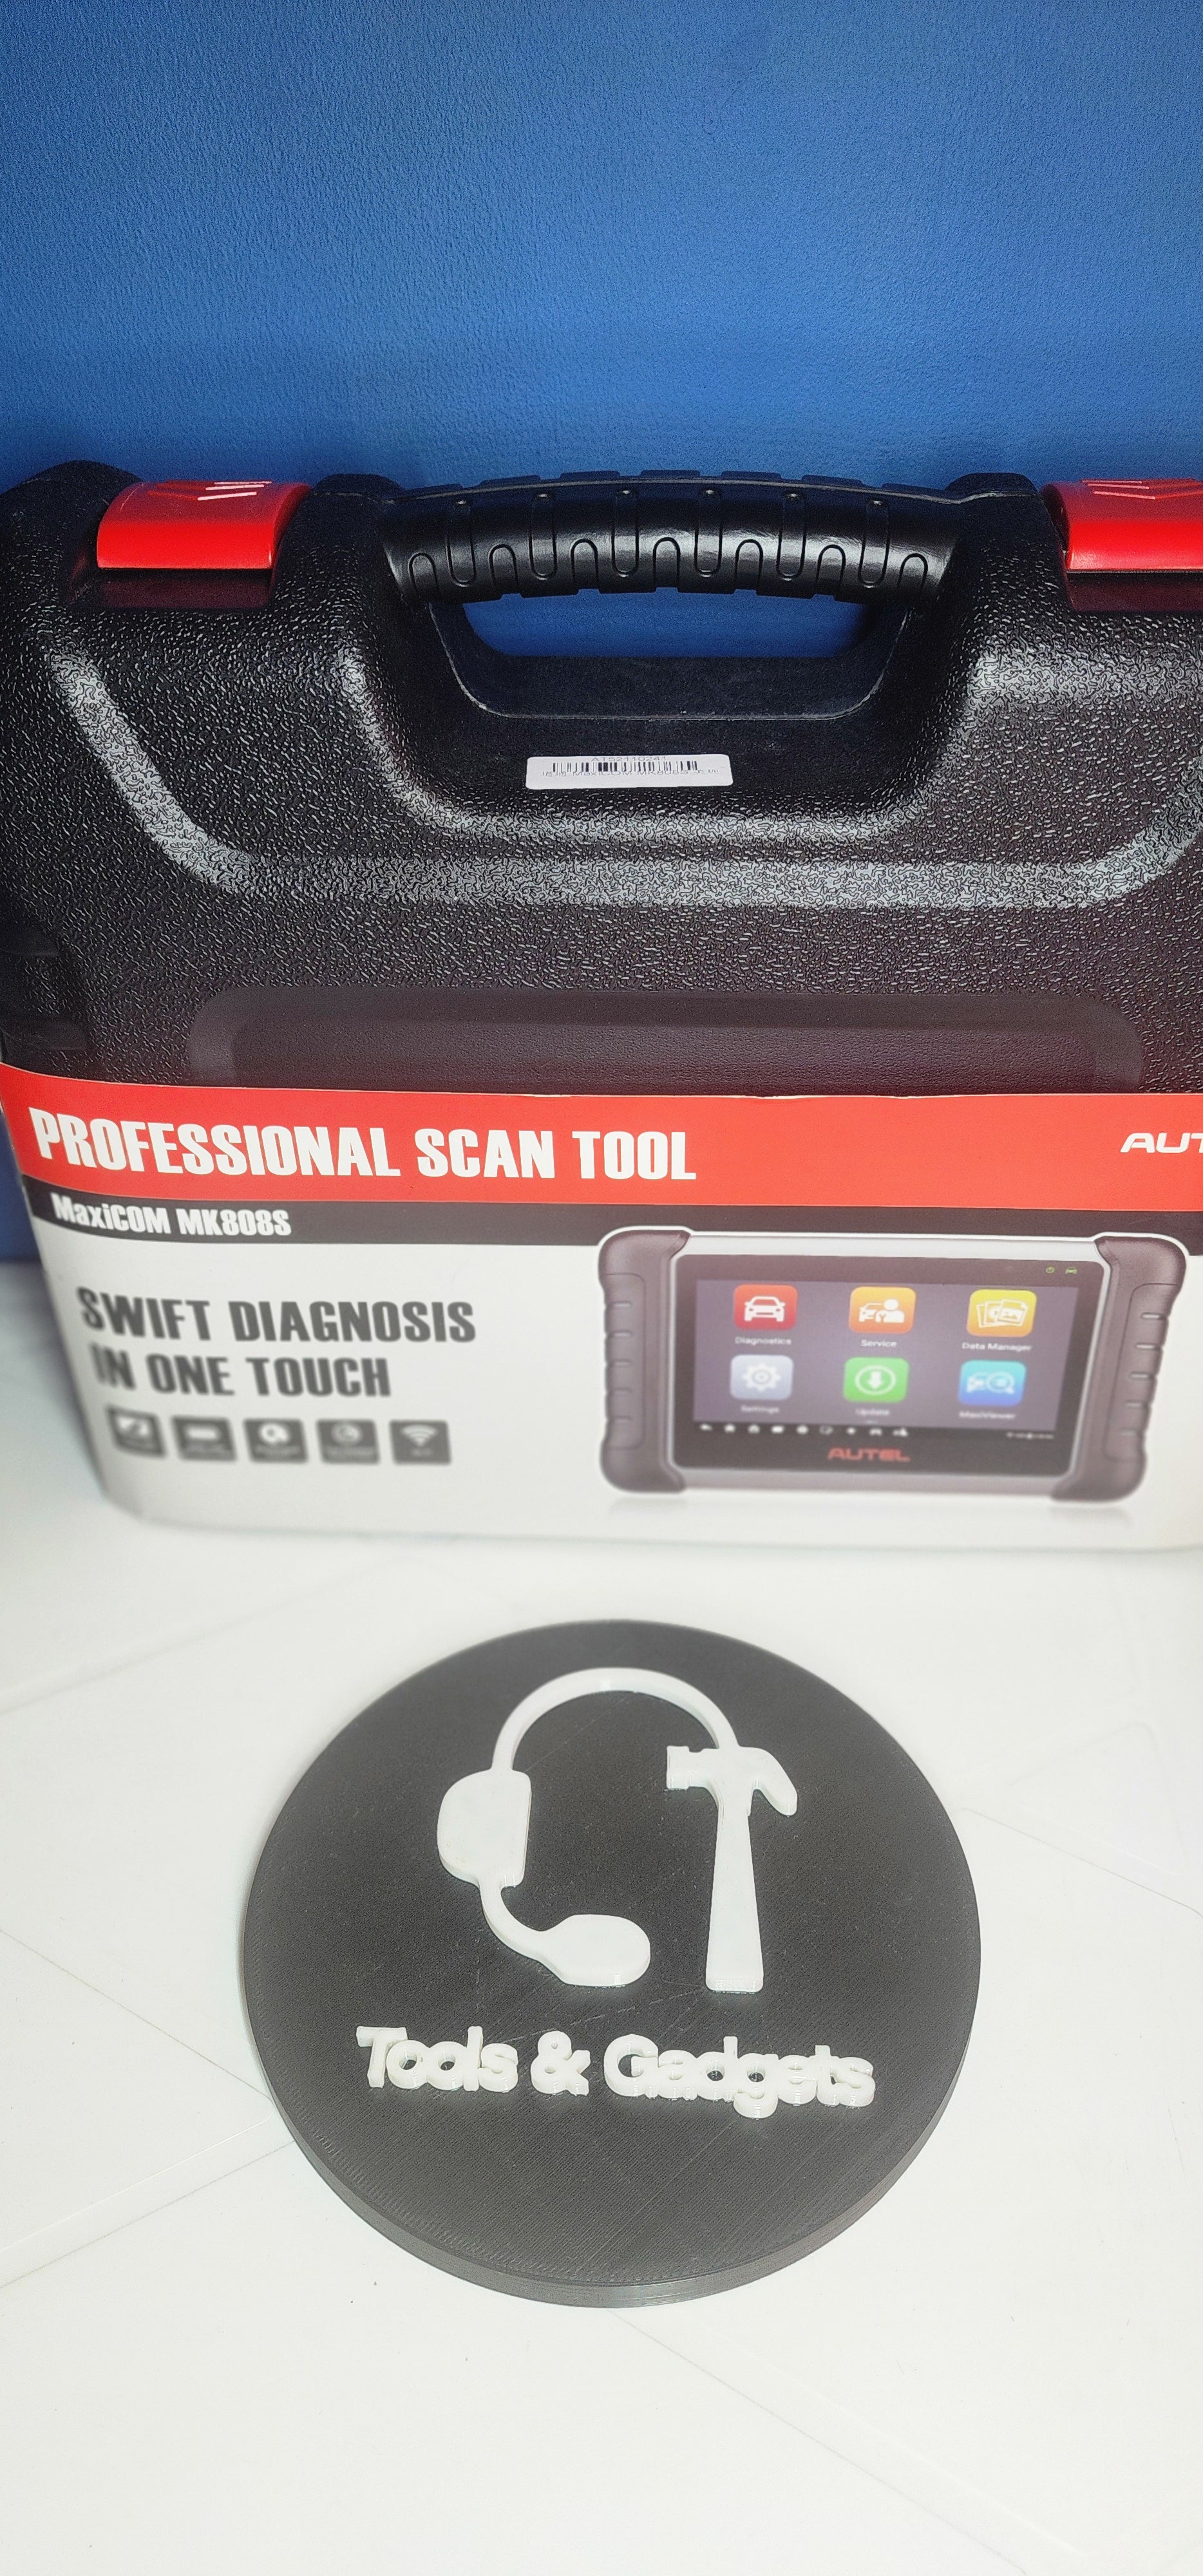 PROFESSIONAL SCAN TOOL
AUT
MaxiCOM MK808S
SWIFT DIAGNOSIS
IN ONE TOUCH
Diagnostics
Service
Data Manager
Settings
Update
MaxiViewer
AUTEL
Tools & Gadgets